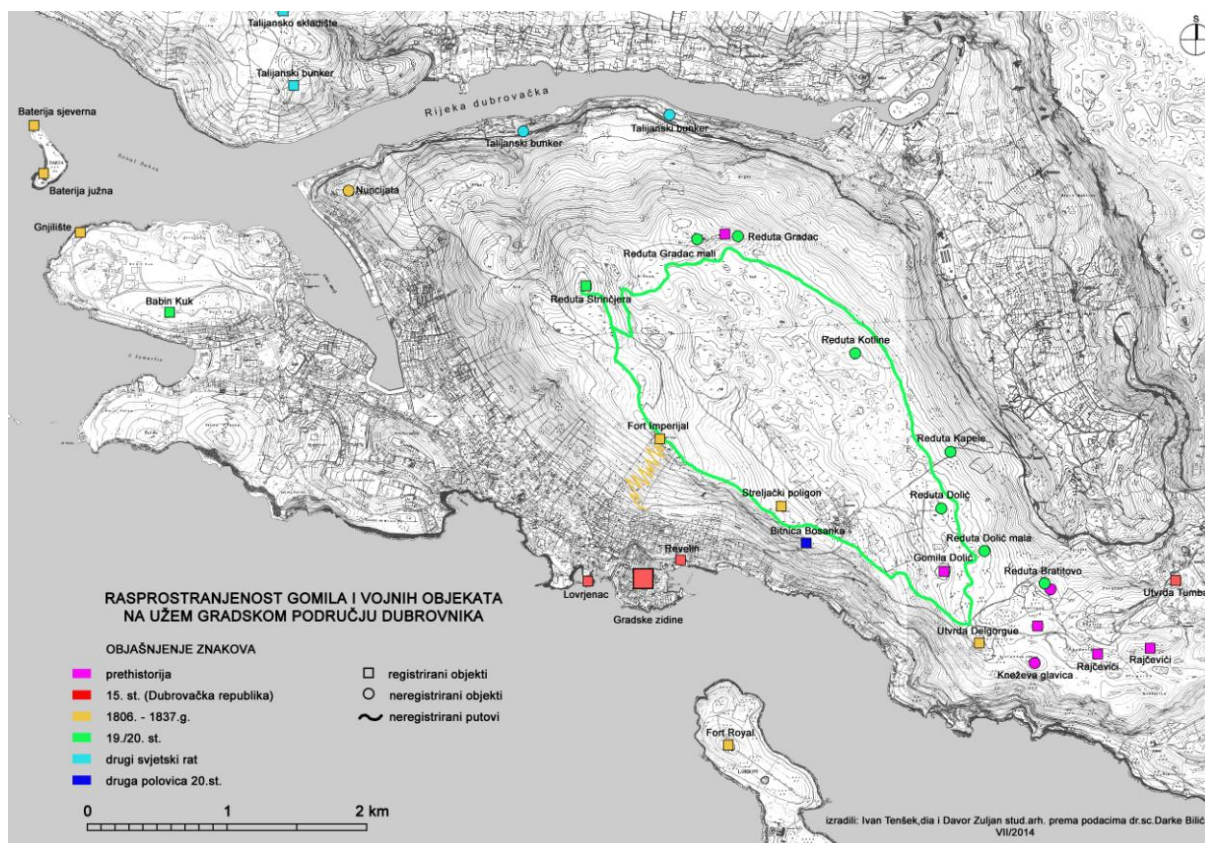 Talijansko skladište
S
Talijanski bunker
Rijeka dubrovačka
Baterija sjeverna
Talijanski bunker
Talijanski bunker
Baterija južna
Nuncijata
Gnjilište
Reduta Gradac
Reduta Gradac mali
Babin Kuk
Reduta Strinčjera
Reduta Kotline
Fort Imperijal
Reduta Kapele
Streljački poligon
Reduta Dolić
Bitnica Bosanka
Reduta Dolić mala
Revelin
Gomila Dolić
Reduta Bratitovo
Lovrjenac
Utvrda Tumba
Gradske zidine
Utvrda Delgorgue
Rajčevići
Rajčevići
Kneževa glavica
Fort Royal
RASPROSTRANJENOST GOMILA I VOJNIH OBJEKATA
NA UŽEM GRADSKOM PODRUČJU DUBROVNIKA
OBJAŠNJENJE ZNAKOVA
prethistorija
15. st. (Dubrovačka republika)
1806. - 1837.g.
19./20. st.
drugi svjetski rat
druga polovica 20.st.
registrirani objekti
neregistrirani objekti
neregistrirani putovi
0 1 2 km
izradili: Ivan Tenšek,dia i Davor Zuljan stud.arh. prema podacima dr.sc.Darke Bilić
VII/2014